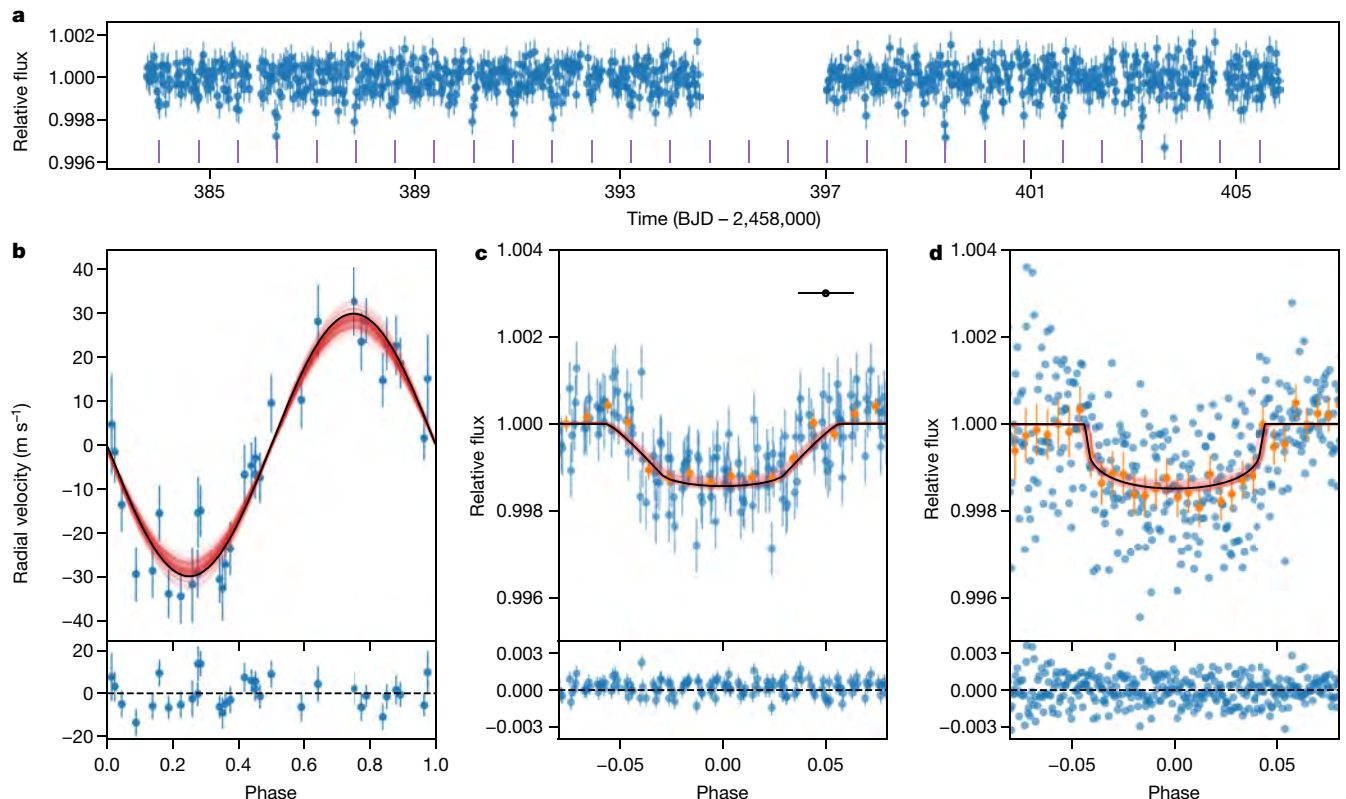 a
1.002
1.000
0.998
0.996
Relative flux
385 389 393 397 401 405
Time (BJD – 2,458,000)
b
40
30
20
10
0
−10
−20
−30
−40
Radial velocity (m s⁻¹)
20
0
−20
0.0 0.2 0.4 0.6 0.8 1.0
Phase
c
1.004
1.002
1.000
0.998
0.996
Relative flux
0.003
0.000
−0.003
−0.05 0.00 0.05
Phase
d
1.004
1.002
1.000
0.998
0.996
Relative flux
0.003
0.000
−0.003
−0.05 0.00 0.05
Phase